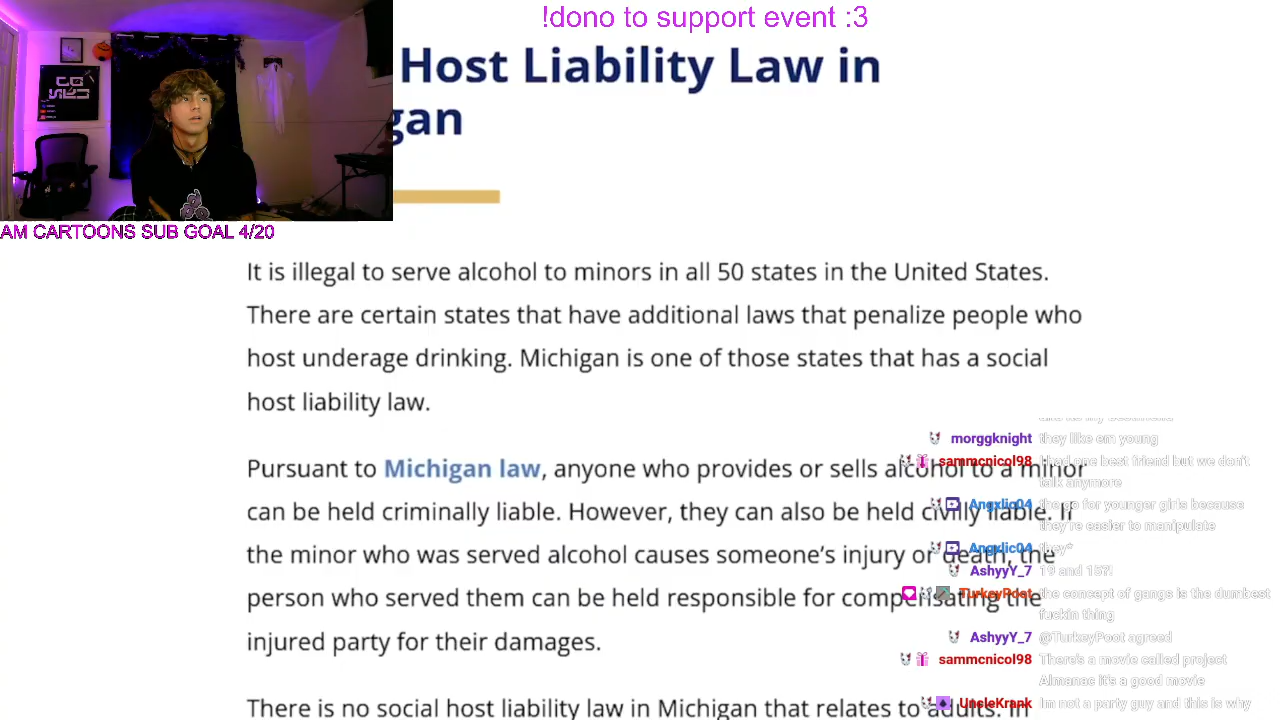 !dono to support event :3
Host Liability Law in
gan
AM CARTOONS SUB GOAL 4/20
It is illegal to serve alcohol to minors in all 50 states in the United States.
There are certain states that have additional laws that penalize people who
host underage drinking. Michigan is one of those states that has a social
host liability law.
Pursuant to Michigan law, anyone who provides or sells alcohol to a minor
can be held criminally liable. However, they can also be held civilly liable. If
the minor who was served alcohol causes someone's injury or death, the
person who served them can be held responsible for compensating the
injured party for their damages.
There is no social host liability law in Michigan that relates to adults. In
morggknight they like em young
sammcnicol98 I had one best friend but we don't
talk anymore
Angxlic04 the go for younger girls because
they're easier to manipulate
Angxlic04 they*
AshyyY_7 19 and 15?!
TurkeyPoot the concept of gangs is the dumbest
fuckin thing
AshyyY_7 @TurkeyPoot agreed
sammcnicol98 There's a movie called project
Almanac it's a good movie
UncleKrank Im not a party guy and this is why